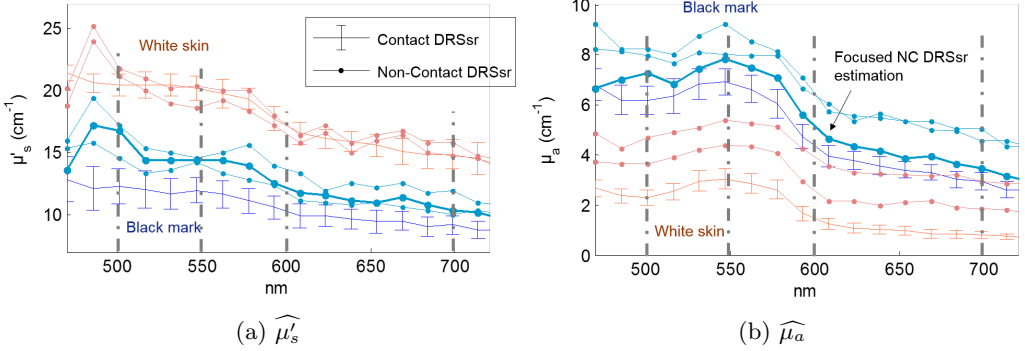 25
20
15
10
μ's (cm⁻¹)
White skin
Contact DRSsr
Non-Contact DRSsr
Black mark
500 550 600 650 700
nm
(a) \widehat{μ's}
10
8
6
4
2
0
μa (cm⁻¹)
Black mark
Focused NC DRSsr
estimation
White skin
500 550 600 650 700
nm
(b) \widehat{μa}